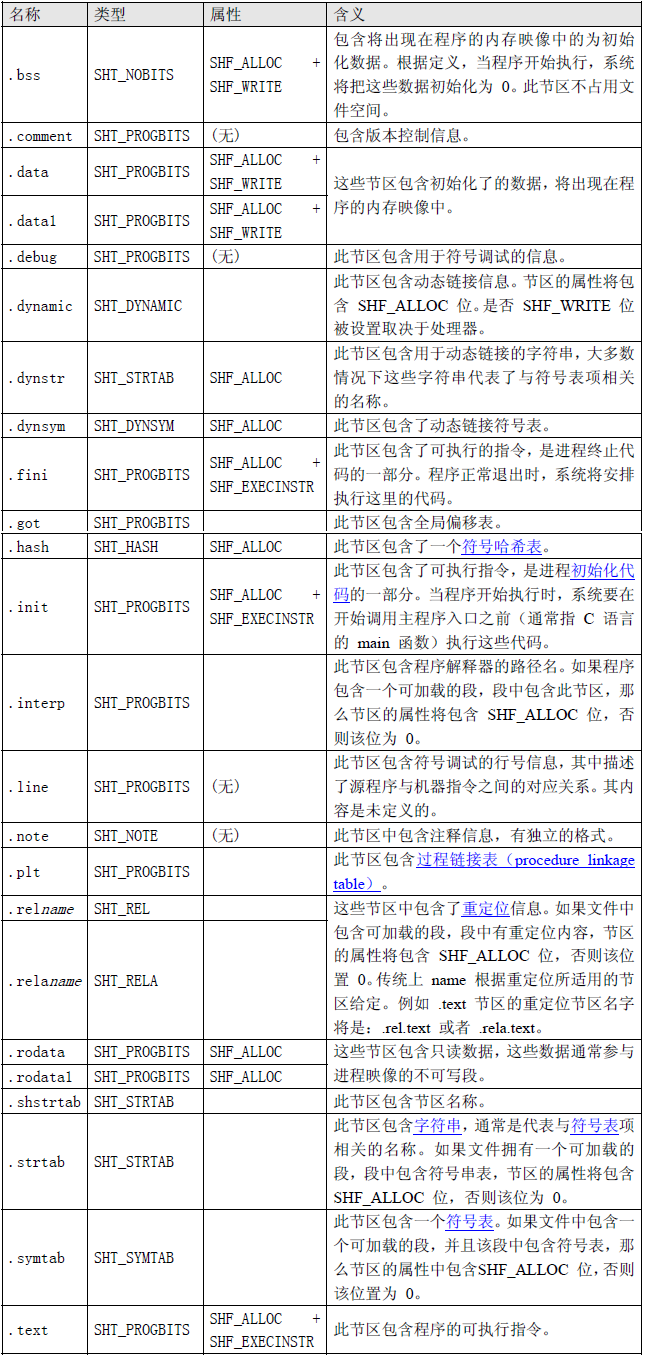 名称 类型 属性 含义
.bss SHT_NOBITS SHF_ALLOC + SHF_WRITE 包含将出现在程序的内存映像中的为初始
化数据。根据定义，当程序开始执行，系统
将把这些数据初始化为 0。此节区不占用文
件空间。
.comment SHT_PROGBITS (无) 包含版本控制信息。
.data SHT_PROGBITS SHF_ALLOC + SHF_WRITE 这些节区包含初始化了的数据，将出现在程
序的内存映像中。
.data1 SHT_PROGBITS SHF_ALLOC + SHF_WRITE
.debug SHT_PROGBITS (无) 此节区包含用于符号调试的信息。
.dynamic SHT_DYNAMIC 此节区包含动态链接信息。节区的属性将包
含 SHF_ALLOC 位。是否 SHF_WRITE 位
被设置取决于处理器。
.dynstr SHT_STRTAB SHF_ALLOC 此节区包含用于动态链接的字符串，大多数
情况下这些字符串代表了与符号表项相关
的名称。
.dynsym SHT_DYNSYM SHF_ALLOC 此节区包含了动态链接符号表。
.fini SHT_PROGBITS SHF_ALLOC + SHF_EXECINSTR 此节区包含了可执行的指令，是进程终止代
码的一部分。程序正常退出时，系统将安排
执行这里的代码。
.got SHT_PROGBITS 此节区包含全局偏移表。
.hash SHT_HASH SHF_ALLOC 此节区包含了一个符号哈希表。
.init SHT_PROGBITS SHF_ALLOC + SHF_EXECINSTR 此节区包含了可执行指令，是进程初始化代
码的一部分。当程序开始执行时，系统要在
开始调用主程序入口之前（通常指 C 语言
的 main 函数）执行这些代码。
.interp SHT_PROGBITS 此节区包含程序解释器的路径名。如果程序
包含一个可加载的段，段中包含此节区，那
么节区的属性将包含 SHF_ALLOC 位，否
则该位为 0。
.line SHT_PROGBITS (无) 此节区包含符号调试的行号信息，其中描述
了源程序与机器指令之间的对应关系。其内
容是未定义的。
.note SHT_NOTE (无) 此节区中包含注释信息，有独立的格式。
.plt SHT_PROGBITS 此节区包含过程链接表（procedure linkage
table）。
.relname SHT_REL 这些节区中包含了重定位信息。如果文件中
包含可加载的段，段中有重定位内容，节区
的属性将包含 SHF_ALLOC 位，否则该位
置 0。传统上 name 根据重定位所适用的节
区给定。例如 .text 节区的重定位节区名字
将是：.rel.text 或者 .rela.text。
.relaname SHT_RELA
.rodata SHT_PROGBITS SHF_ALLOC 这些节区包含只读数据，这些数据通常参与
进程映像的不可写段。
.rodata1 SHT_PROGBITS SHF_ALLOC
.shstrtab SHT_STRTAB 此节区包含节区名称。
.strtab SHT_STRTAB 此节区包含字符串，通常是代表与符号表项
相关的名称。如果文件拥有一个可加载的
段，段中包含符号串表，节区的属性将包含
SHF_ALLOC 位，否则该位为 0。
.symtab SHT_SYMTAB 此节区包含一个符号表。如果文件中包含一
个可加载的段，并且该段中包含符号表，那
么节区的属性中包含SHF_ALLOC 位，否则
该位置为 0。
.text SHT_PROGBITS SHF_ALLOC + SHF_EXECINSTR 此节区包含程序的可执行指令。